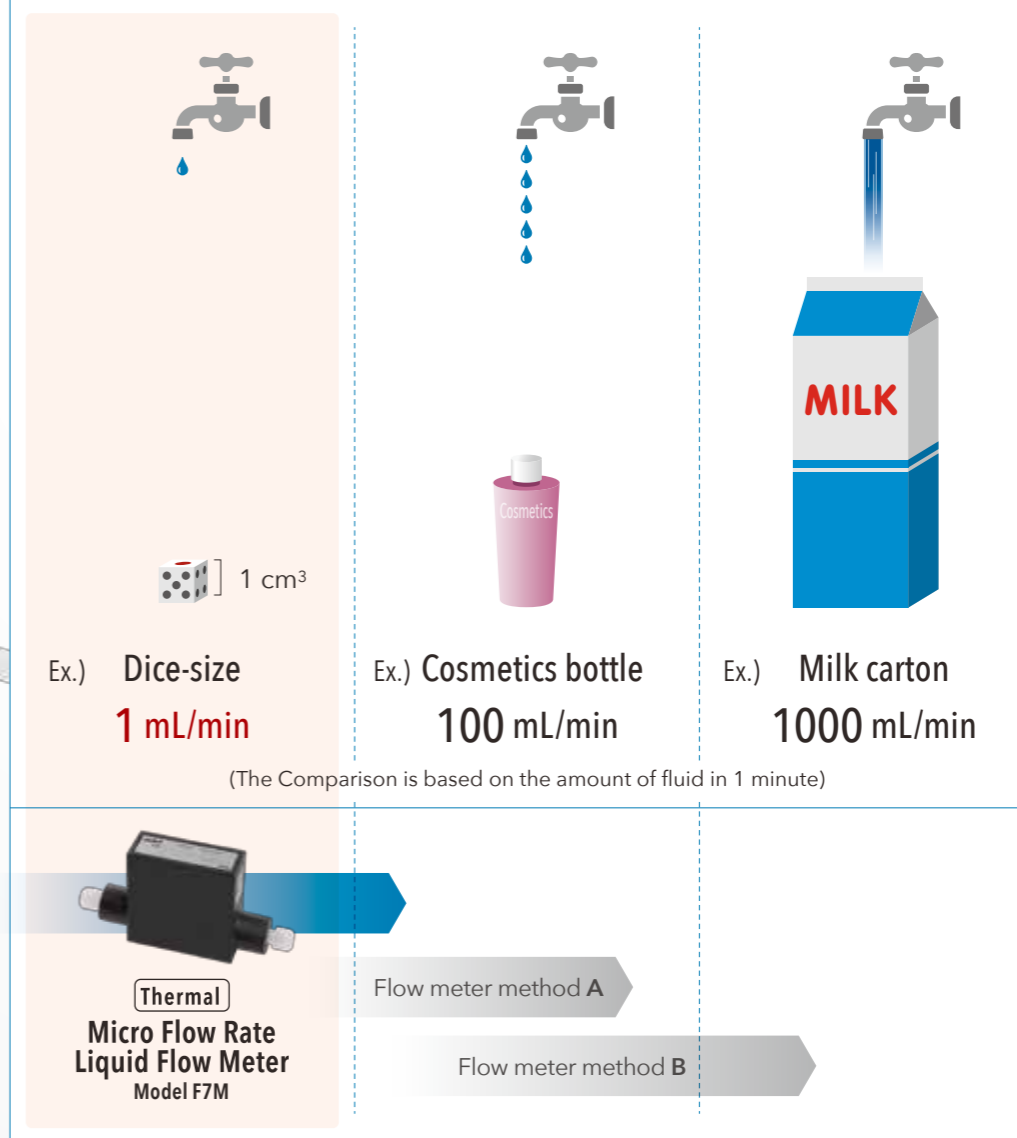 MILK
Cosmetics
1 cm³
Ex.) Dice-size
1 mL/min
Ex.) Cosmetics bottle
100 mL/min
Ex.) Milk carton
1000 mL/min
(The Comparison is based on the amount of fluid in 1 minute)
Thermal
Micro Flow Rate
Liquid Flow Meter
Model F7M
Flow meter method A
Flow meter method B